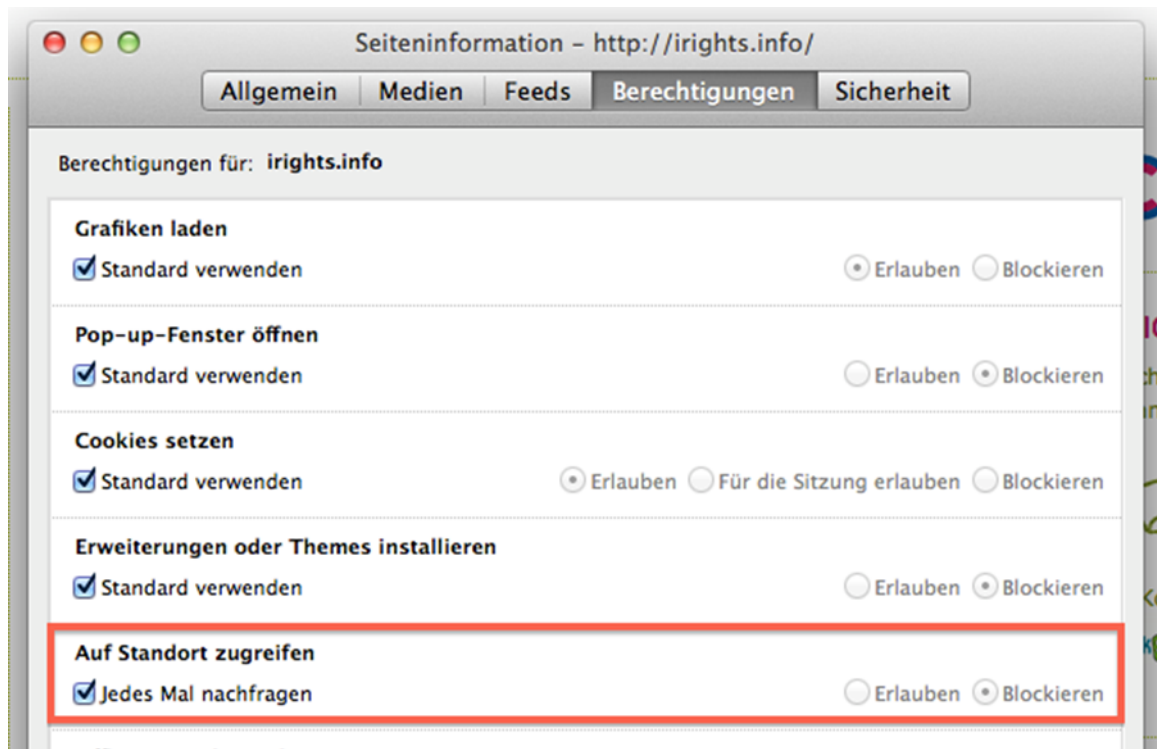 Seiteninformation – http://irights.info/
Allgemein Medien Feeds Berechtigungen Sicherheit
Berechtigungen für: irights.info
Grafiken laden
Standard verwenden Erlauben Blockieren
Pop-up-Fenster öffnen
Standard verwenden Erlauben Blockieren
Cookies setzen
Standard verwenden Erlauben Für die Sitzung erlauben Blockieren
Erweiterungen oder Themes installieren
Standard verwenden Erlauben Blockieren
Auf Standort zugreifen
Jedes Mal nachfragen Erlauben Blockieren